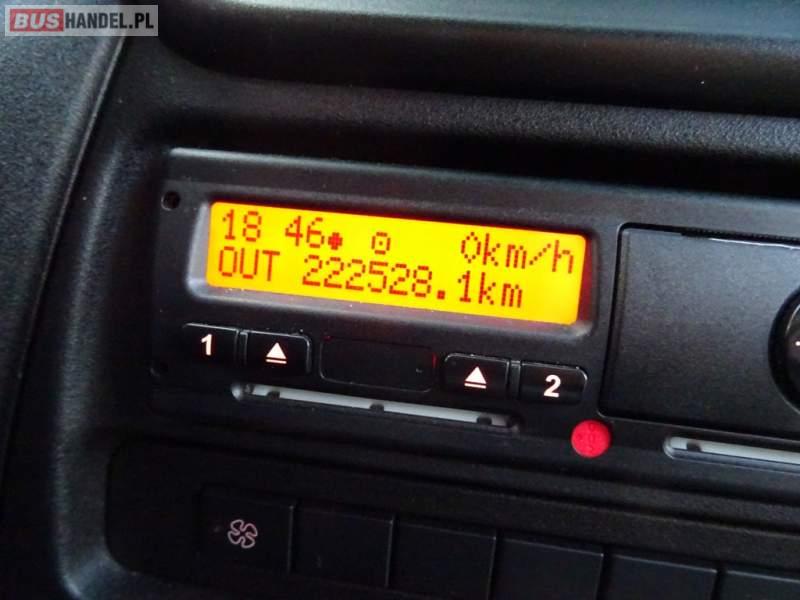 BUSHANDEL.PL
18 46 0km/h
OUT 222528.1km
1 2